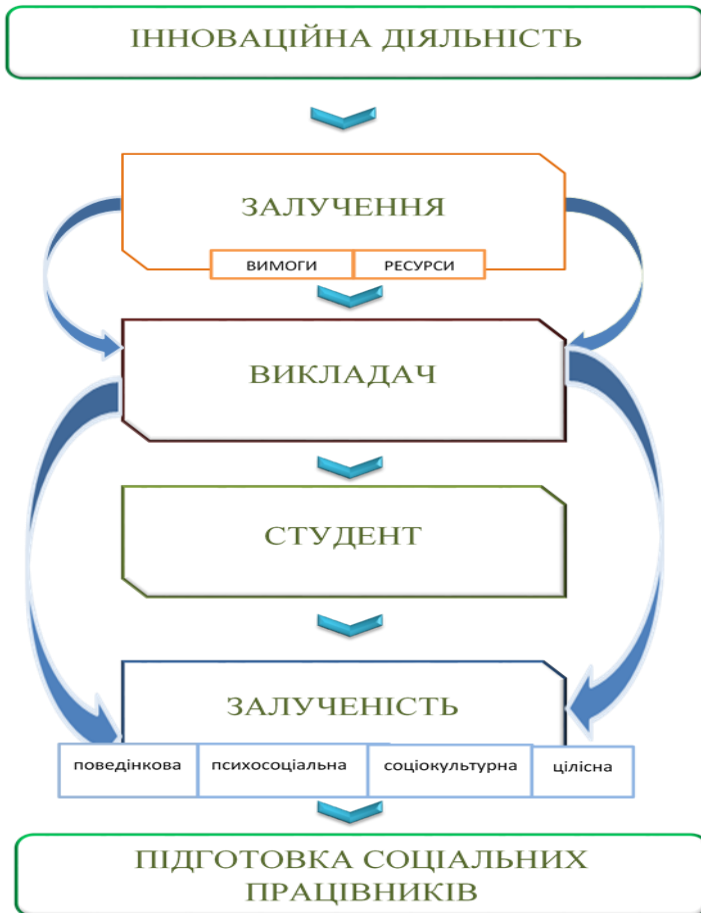 ІННОВАЦІЙНА ДІЯЛЬНІСТЬ
ЗАЛУЧЕННЯ
ВИМОГИ РЕСУРСИ
ВИКЛАДАЧ
СТУДЕНТ
ЗАЛУЧЕНІСТЬ
поведінкова психосоціальна соціокультурна цілісна
ПІДГОТОВКА СОЦІАЛЬНИХ
ПРАЦІВНИКІВ